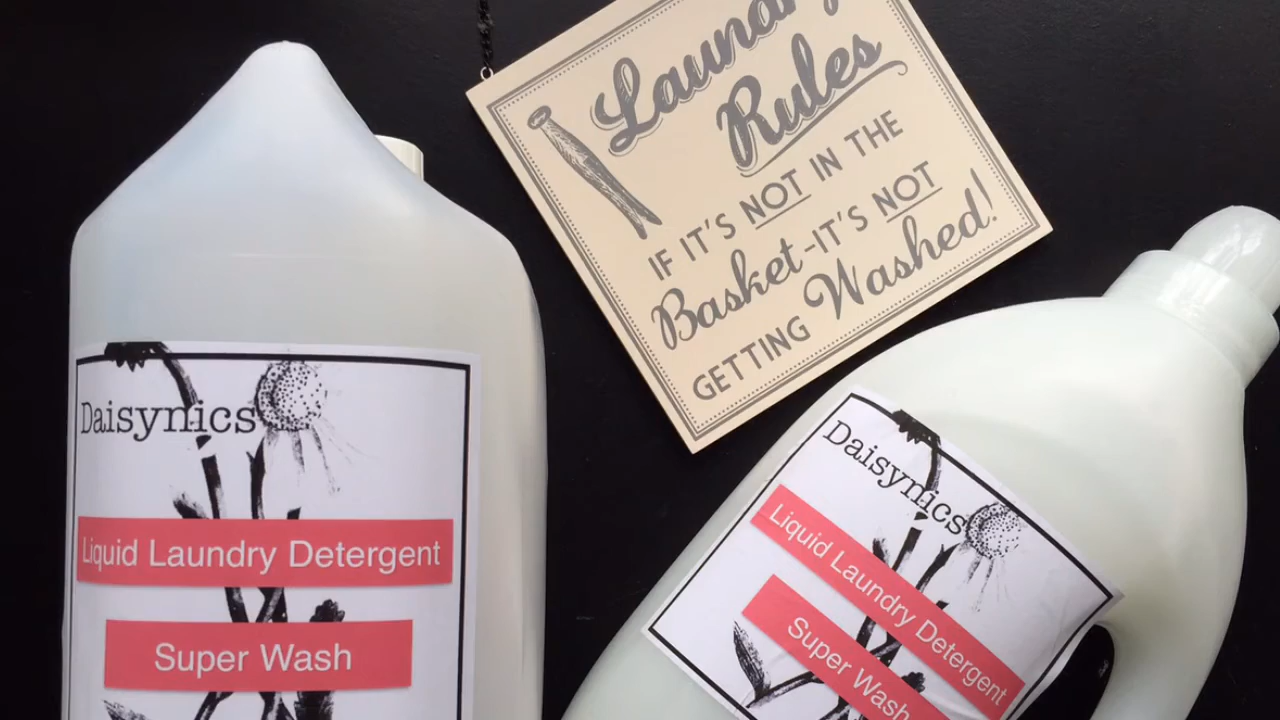 Laundry
Rules
IF IT'S NOT IN THE
Basket-IT'S NOT
GETTING Washed!
Daisynics
Liquid Laundry Detergent
Super Wash
Daisynics
Liquid Laundry Detergent
Super Wash